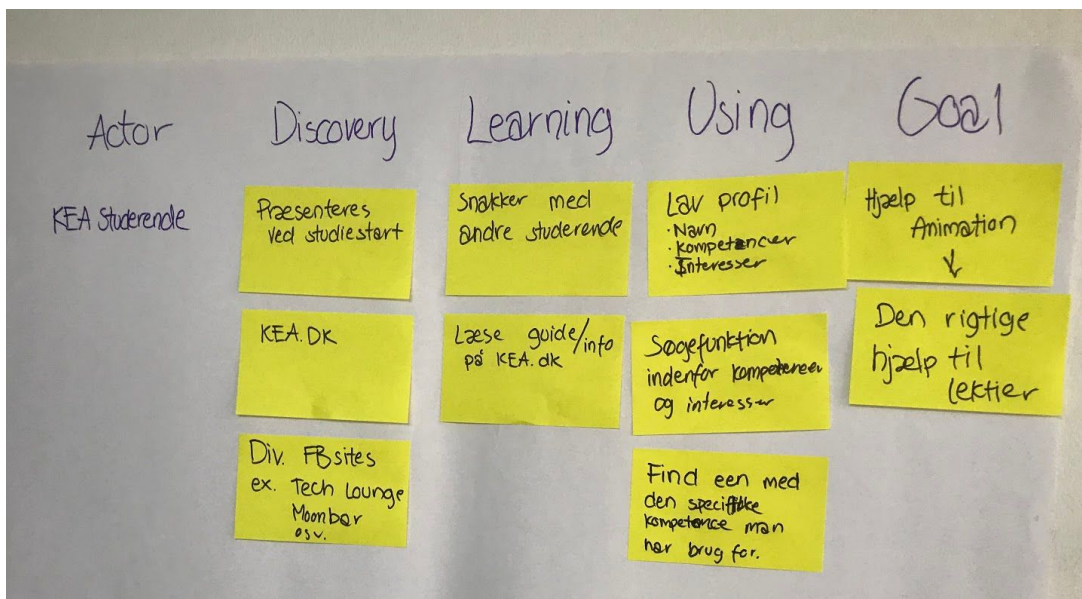 Actor
Discovery
Learning
Using
Goal
KEA Studerende
Præsenteres
ved studiestart
KEA.DK
Div. FB sites
ex. Tech Lounge
Moonbar
osv.
Snakker med
andre studerende
Læse guide/info
på KEA.dk
Lav profil
·Navn
·Kompetencer
·Interesser
Søgefunktion
indenfor kompetencer
og interesser
Find een med
den specifikke
kompetence man
har brug for.
Hjælp til
Animation
↓
Den rigtige
hjælp til
lektier